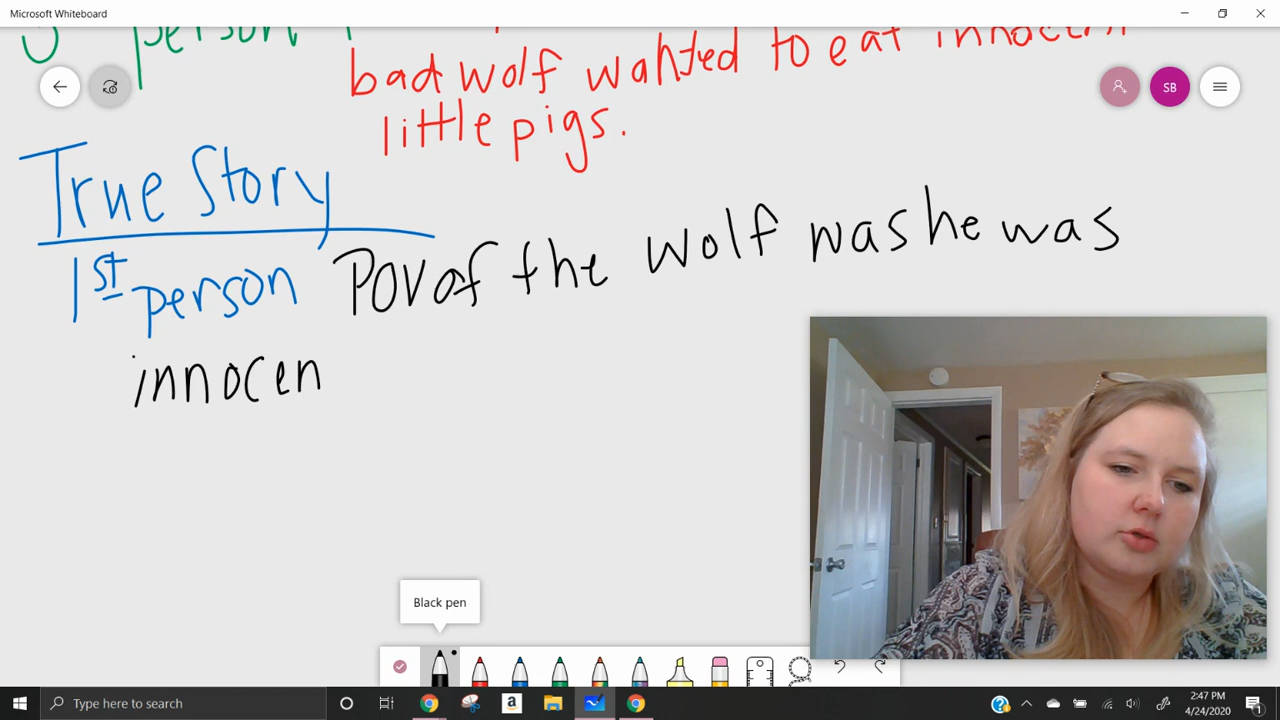 Microsoft Whiteboard
person
bad wolf wanted to eat innocent
little pigs.
SB
True Story
1st person POV of the wolf was he was
innocen
Black pen
Type here to search
2:47 PM
4/24/2020